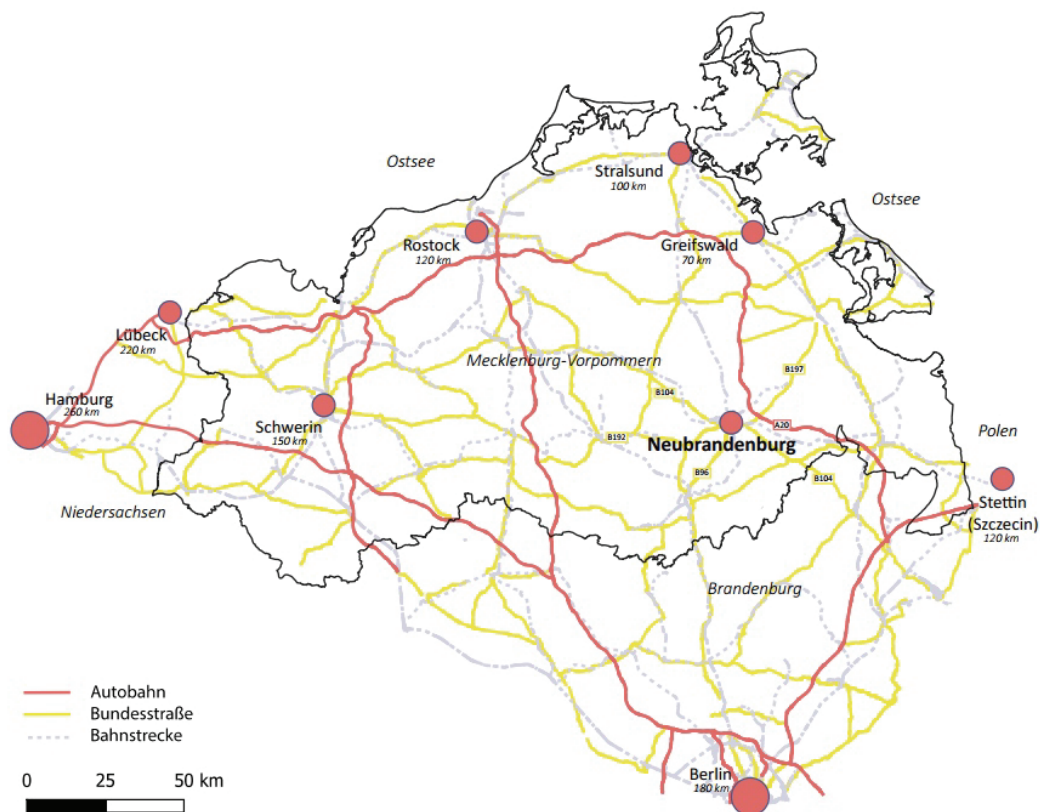 Ostsee
Stralsund
100 km
Ostsee
Rostock
120 km
Greifswald
70 km
Lübeck
220 km
Mecklenburg-Vorpommern
B197
B104
Hamburg
260 km
Schwerin
150 km
A20
B192
Neubrandenburg
Polen
B96
B104
Niedersachsen
Stettin
(Szczecin)
120 km
Brandenburg
Autobahn
Bundesstraße
Bahnstrecke
0 25 50 km
Berlin
180 km